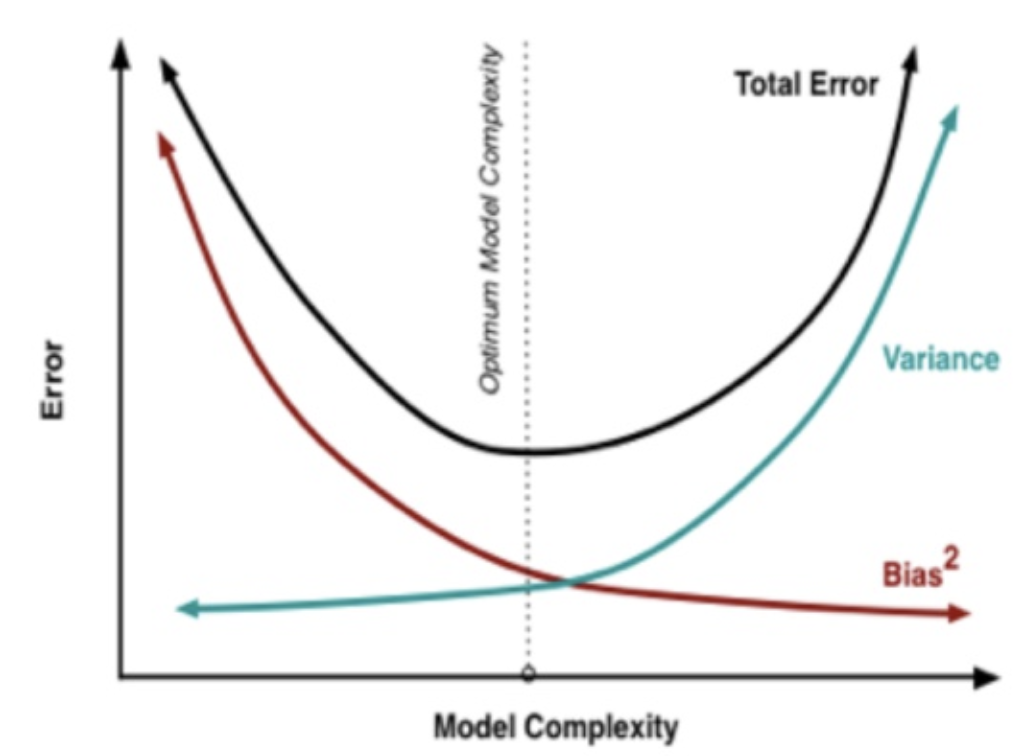 Optimum Model Complexity
Total Error
Variance
Bias²
Error
Model Complexity